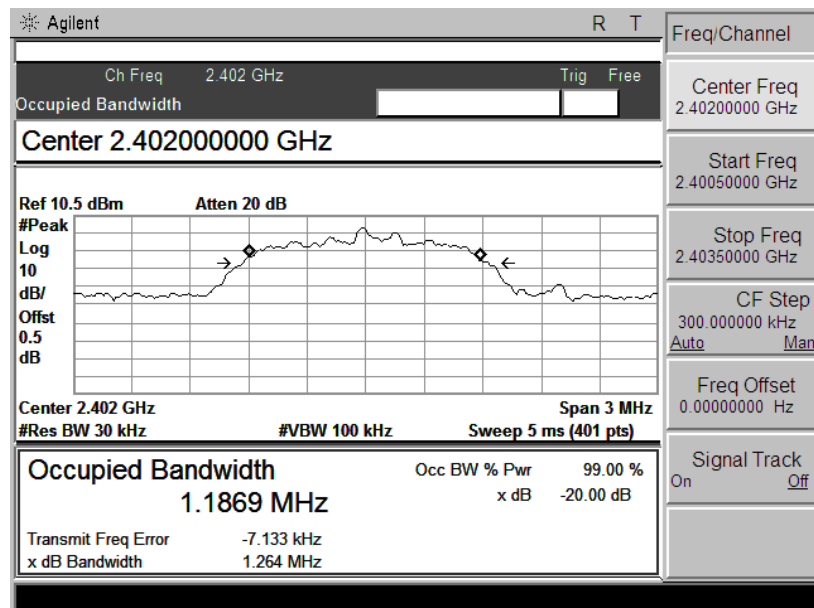 Agilent R T
Ch Freq 2.402 GHz Trig Free
Occupied Bandwidth
Center 2.402000000 GHz
Ref 10.5 dBm Atten 20 dB
#Peak
Log
10
dB/
Offst
0.5
dB
Center 2.402 GHz Span 3 MHz
#Res BW 30 kHz #VBW 100 kHz Sweep 5 ms (401 pts)
Occupied Bandwidth Occ BW % Pwr 99.00 %
1.1869 MHz x dB -20.00 dB
Transmit Freq Error -7.133 kHz
x dB Bandwidth 1.264 MHz
Freq/Channel
Center Freq
2.40200000 GHz
Start Freq
2.40050000 GHz
Stop Freq
2.40350000 GHz
CF Step
300.000000 kHz
Auto Man
Freq Offset
0.00000000 Hz
Signal Track
On Off